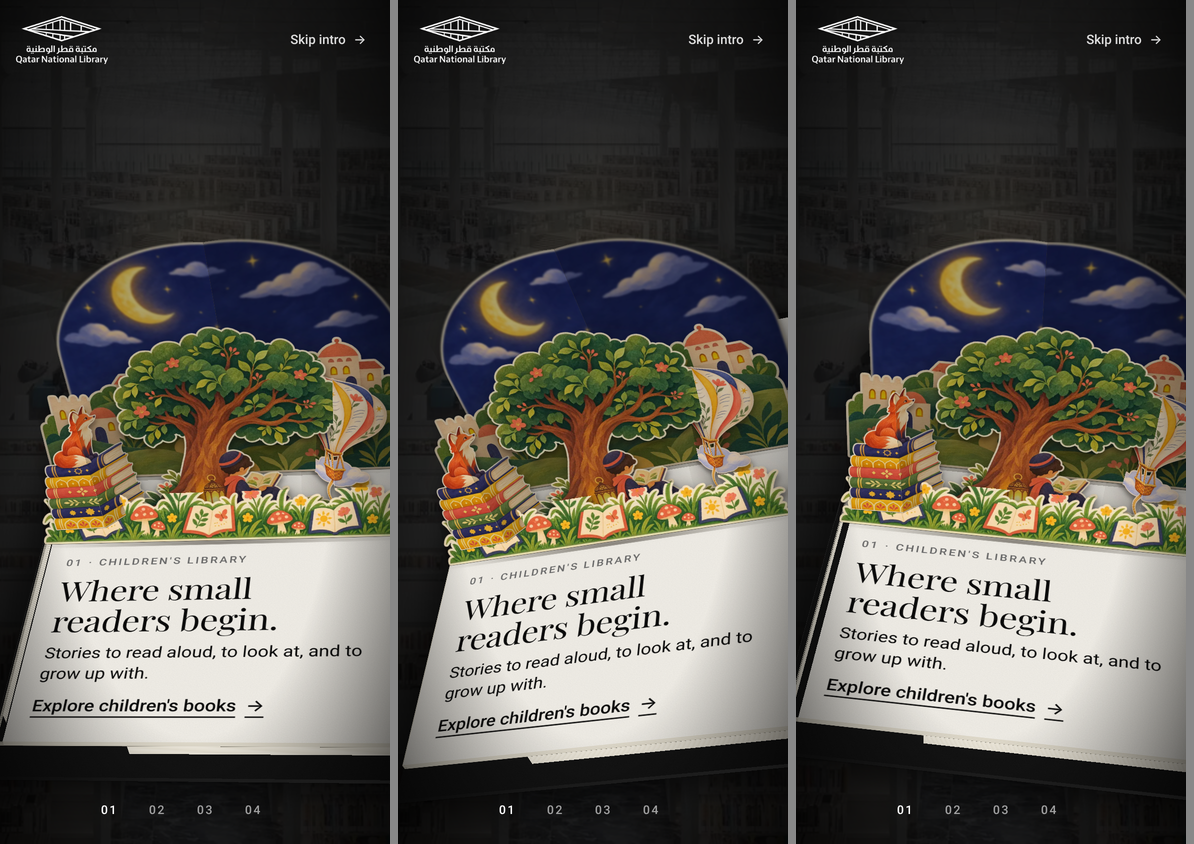 مكتبة قطر الوطنية
Qatar National Library
Skip intro →
01 · CHILDREN'S LIBRARY
Where small
readers begin.
Stories to read aloud, to look at, and to
grow up with.
Explore children's books →
01 02 03 04
مكتبة قطر الوطنية
Qatar National Library
Skip intro →
01 · CHILDREN'S LIBRARY
Where small
readers begin.
Stories to read aloud, to look at, and to
grow up with.
Explore children's books →
01 02 03 04
مكتبة قطر الوطنية
Qatar National Library
Skip intro →
01 · CHILDREN'S LIBRARY
Where small
readers begin.
Stories to read aloud, to look at, and to
grow up with.
Explore children's books →
01 02 03 04